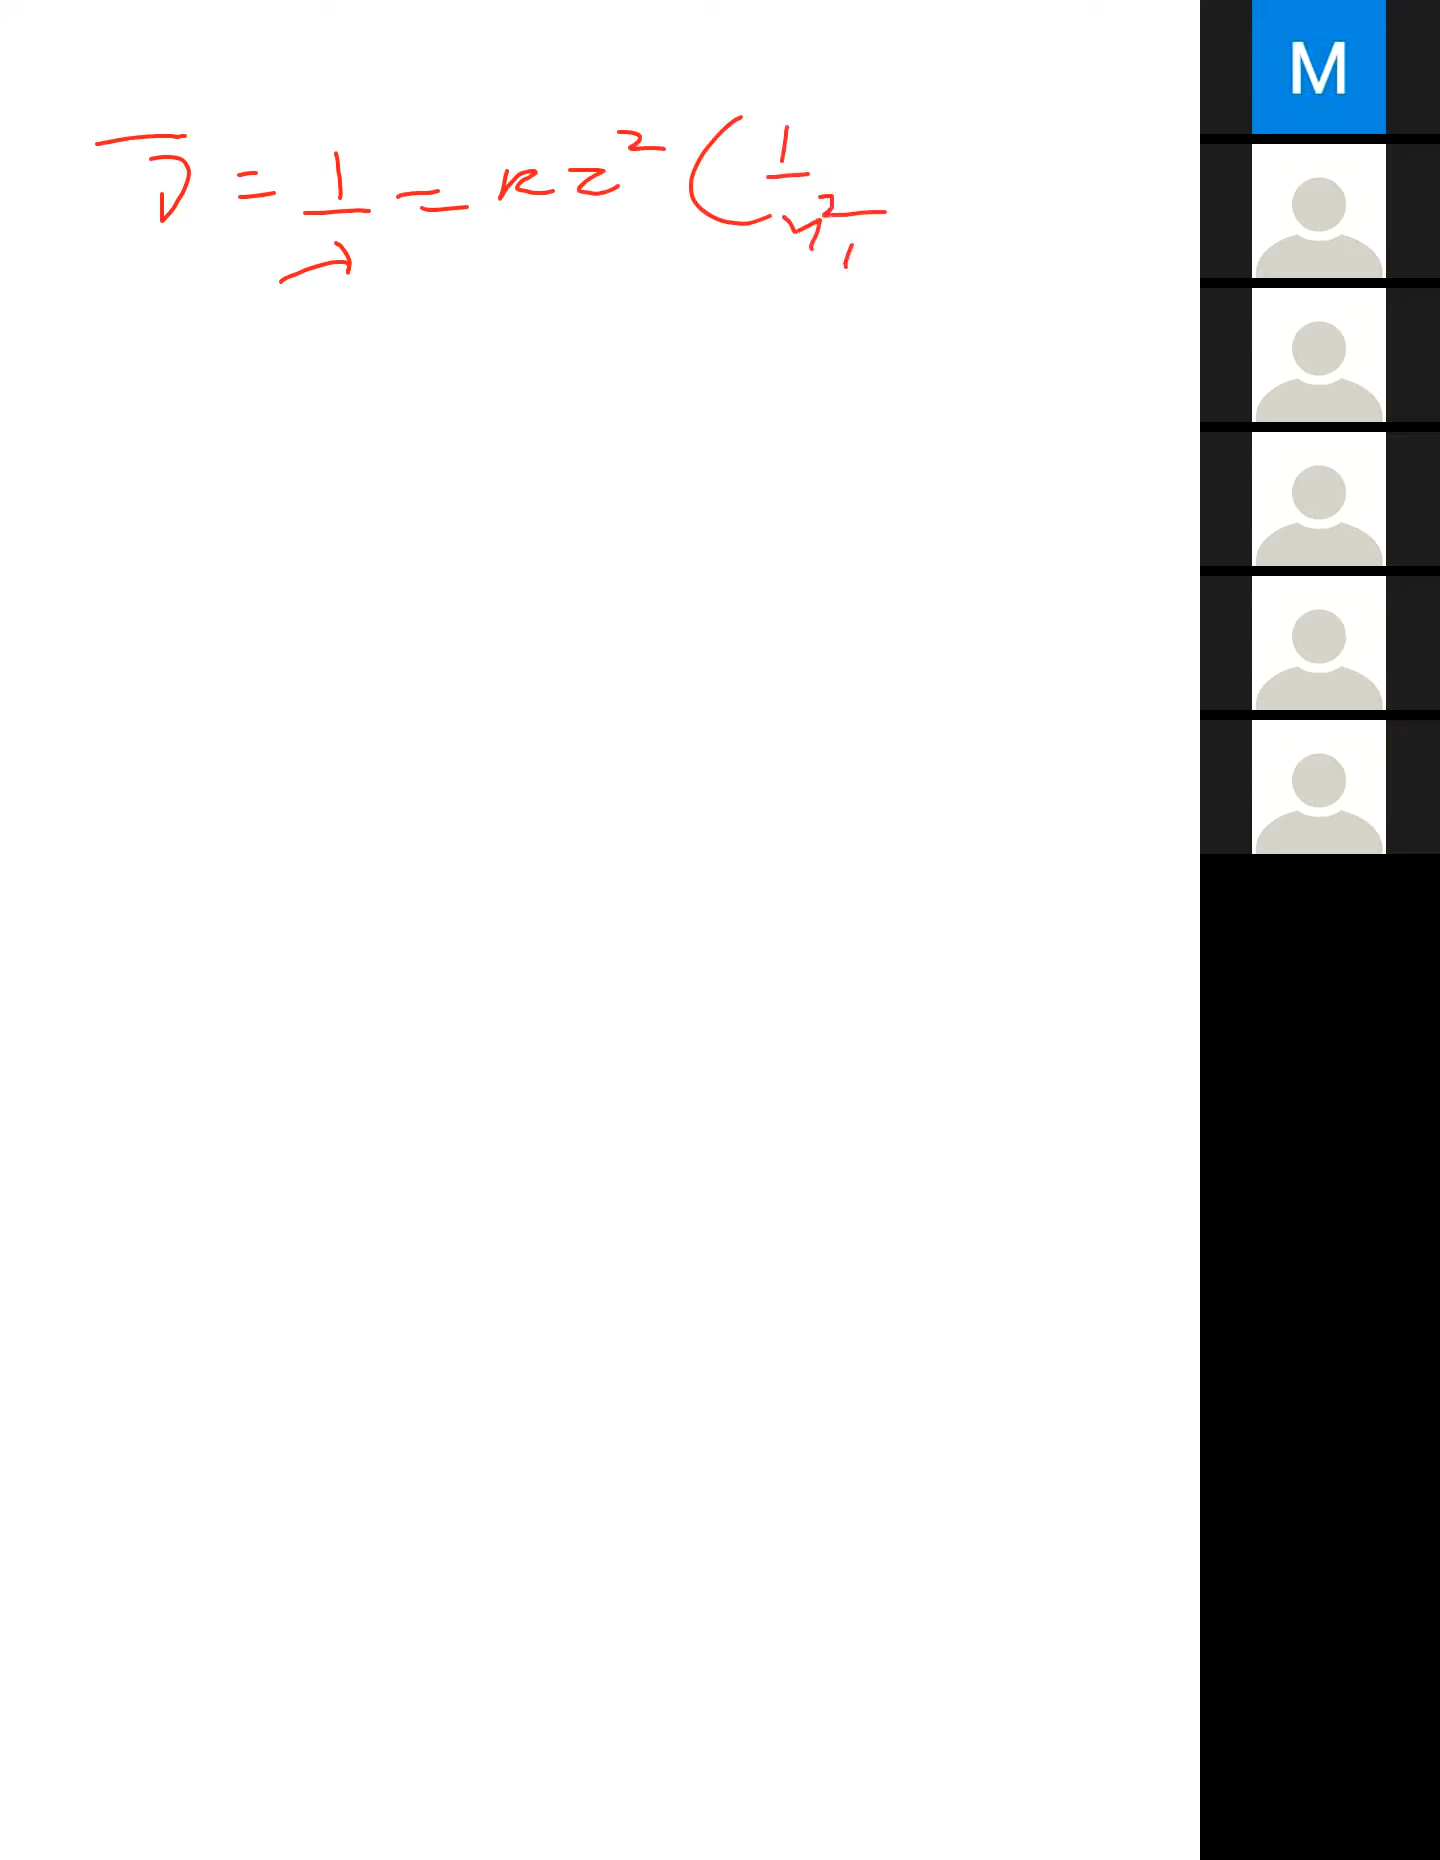 ν̅ = 1/λ = RZ² (1/n₁² −
M